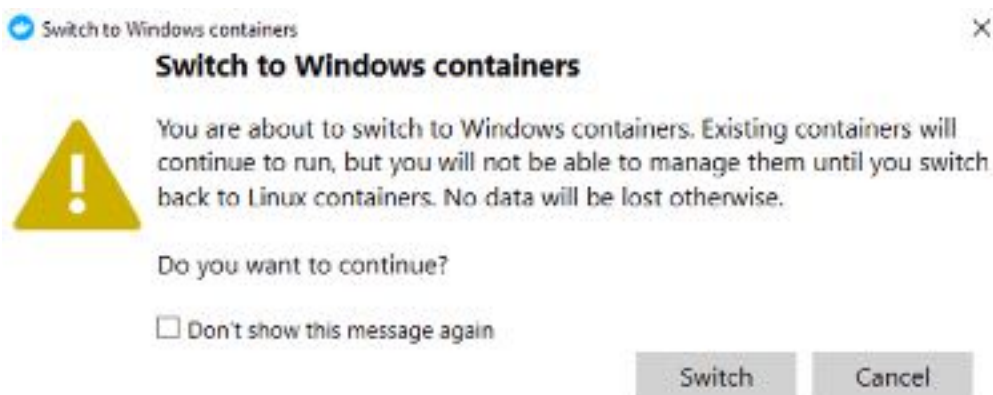 Switch to Windows containers
Switch to Windows containers
You are about to switch to Windows containers. Existing containers will
continue to run, but you will not be able to manage them until you switch
back to Linux containers. No data will be lost otherwise.
Do you want to continue?
Don't show this message again
Switch Cancel